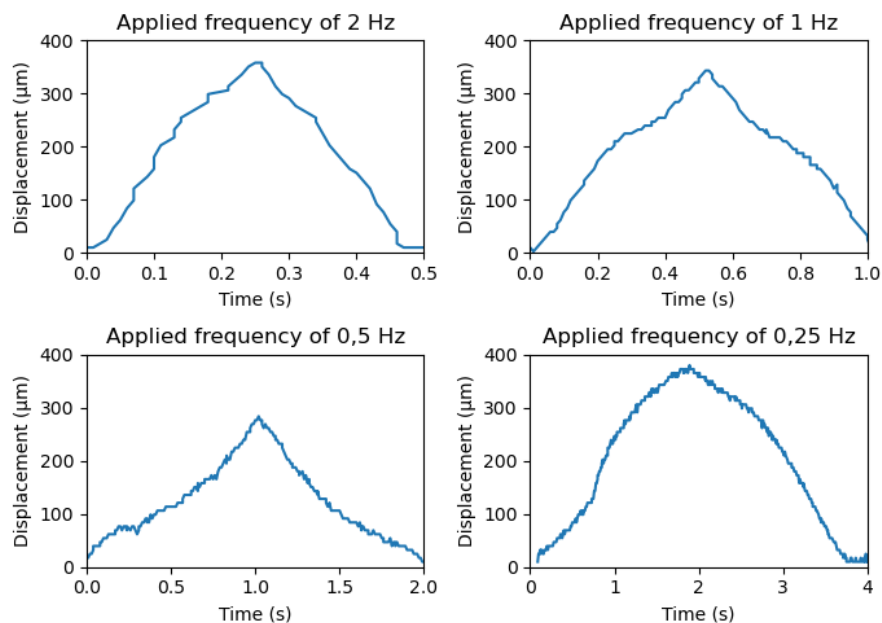 Applied frequency of 2 Hz
Displacement (µm)
400
300
200
100
0
0.0 0.1 0.2 0.3 0.4 0.5
Time (s)
Applied frequency of 1 Hz
Displacement (µm)
400
300
200
100
0
0.0 0.2 0.4 0.6 0.8 1.0
Time (s)
Applied frequency of 0,5 Hz
Displacement (µm)
400
300
200
100
0
0.0 0.5 1.0 1.5 2.0
Time (s)
Applied frequency of 0,25 Hz
Displacement (µm)
400
300
200
100
0
0 1 2 3 4
Time (s)